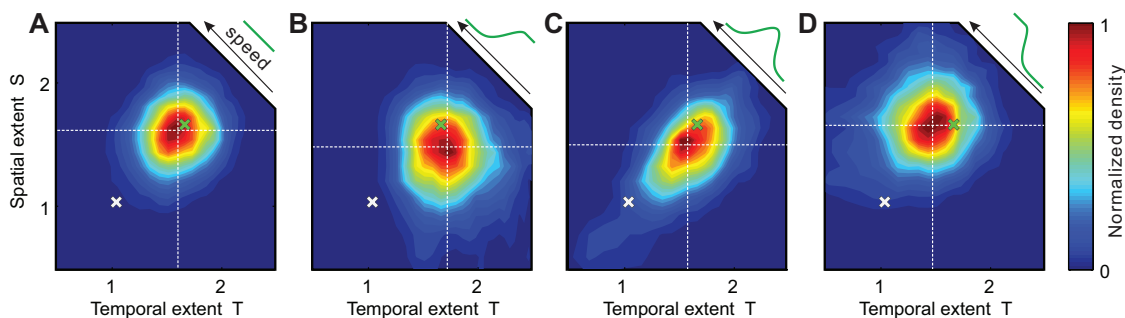 A B C D
speed
Spatial extent S
2
1
1 2
Temporal extent T
1 2
Temporal extent T
1 2
Temporal extent T
1 2
Temporal extent T
1
0
Normalized density